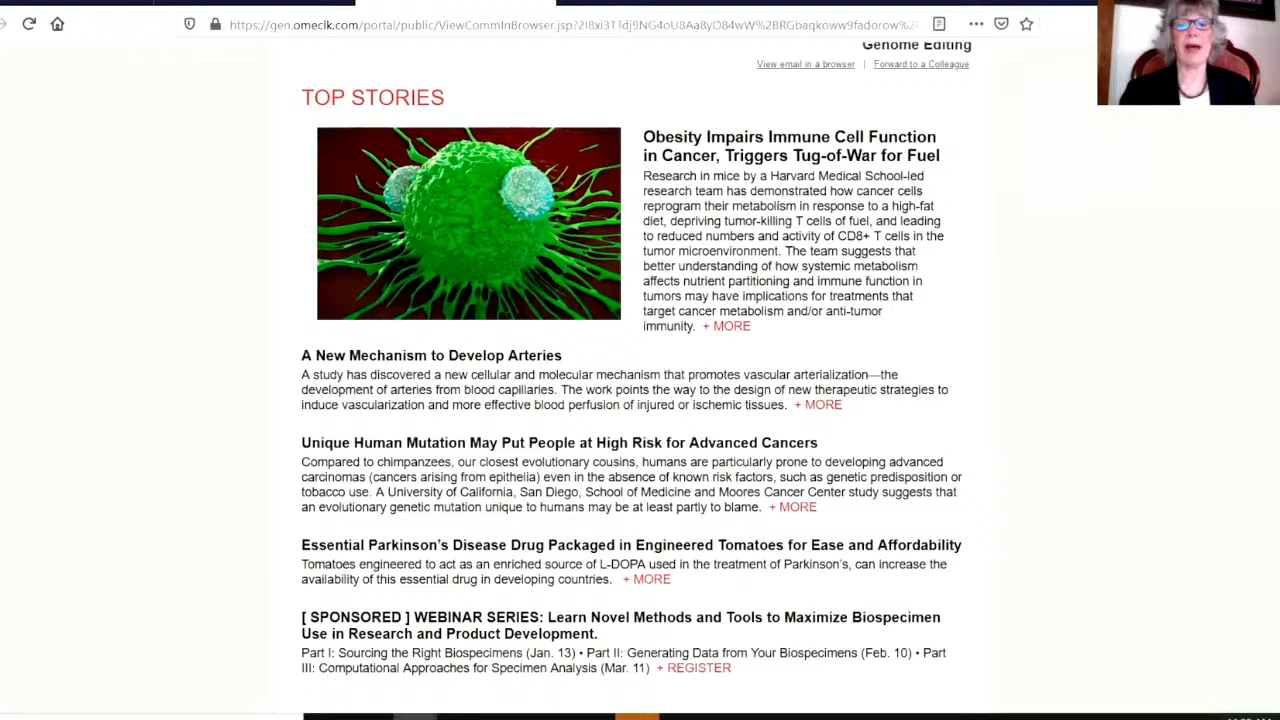 https://gen.omeclk.com/portal/public/ViewCommInBrowser.jsp?2I8xi3TTdj9NG4oU8Aa8yO84wW%2BRGbaqkoww9fadorow%2
Genome Editing
View email in a browser | Forward to a Colleague
TOP STORIES
Obesity Impairs Immune Cell Function
in Cancer, Triggers Tug-of-War for Fuel
Research in mice by a Harvard Medical School-led
research team has demonstrated how cancer cells
reprogram their metabolism in response to a high-fat
diet, depriving tumor-killing T cells of fuel, and leading
to reduced numbers and activity of CD8+ T cells in the
tumor microenvironment. The team suggests that
better understanding of how systemic metabolism
affects nutrient partitioning and immune function in
tumors may have implications for treatments that
target cancer metabolism and/or anti-tumor
immunity. + MORE
A New Mechanism to Develop Arteries
A study has discovered a new cellular and molecular mechanism that promotes vascular arterialization—the
development of arteries from blood capillaries. The work points the way to the design of new therapeutic strategies to
induce vascularization and more effective blood perfusion of injured or ischemic tissues. + MORE
Unique Human Mutation May Put People at High Risk for Advanced Cancers
Compared to chimpanzees, our closest evolutionary cousins, humans are particularly prone to developing advanced
carcinomas (cancers arising from epithelia) even in the absence of known risk factors, such as genetic predisposition or
tobacco use. A University of California, San Diego, School of Medicine and Moores Cancer Center study suggests that
an evolutionary genetic mutation unique to humans may be at least partly to blame. + MORE
Essential Parkinson's Disease Drug Packaged in Engineered Tomatoes for Ease and Affordability
Tomatoes engineered to act as an enriched source of L-DOPA used in the treatment of Parkinson's, can increase the
availability of this essential drug in developing countries. + MORE
[ SPONSORED ] WEBINAR SERIES: Learn Novel Methods and Tools to Maximize Biospecimen
Use in Research and Product Development.
Part I: Sourcing the Right Biospecimens (Jan. 13) • Part II: Generating Data from Your Biospecimens (Feb. 10) • Part
III: Computational Approaches for Specimen Analysis (Mar. 11) + REGISTER